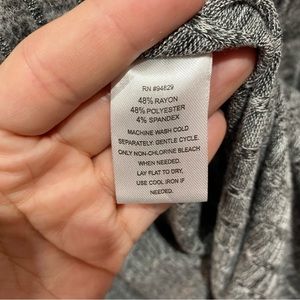 RN #94829
48% RAYON
48% POLYESTER
4% SPANDEX
MACHINE WASH COLD
SEPARATELY. GENTLE CYCLE.
ONLY NON-CHLORINE BLEACH
WHEN NEEDED.
LAY FLAT TO DRY.
USE COOL IRON IF
NEEDED.